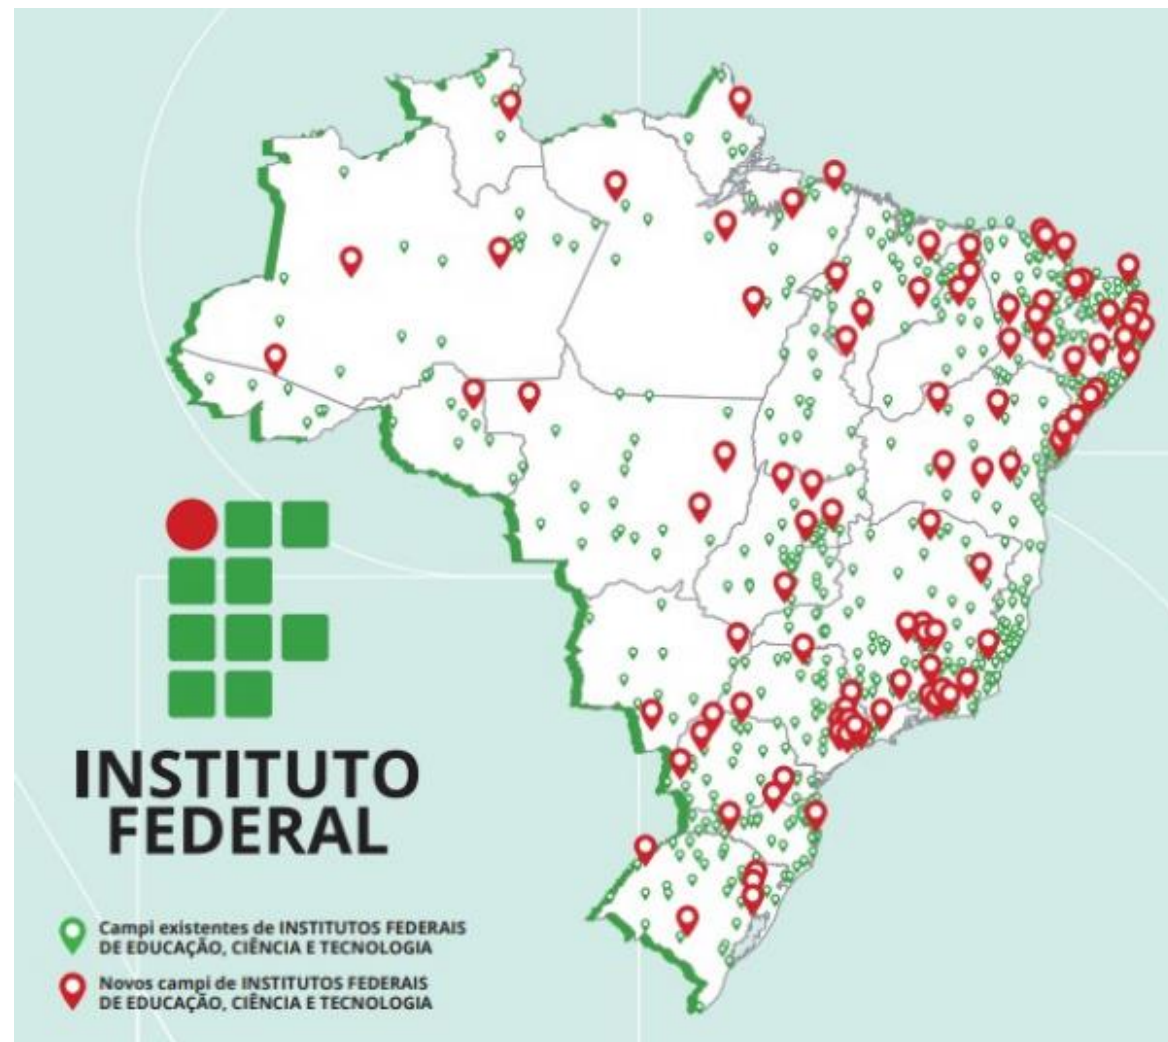 INSTITUTO
FEDERAL
Campi existentes de INSTITUTOS FEDERAIS
DE EDUCAÇÃO, CIÊNCIA E TECNOLOGIA
Novos campi de INSTITUTOS FEDERAIS
DE EDUCAÇÃO, CIÊNCIA E TECNOLOGIA